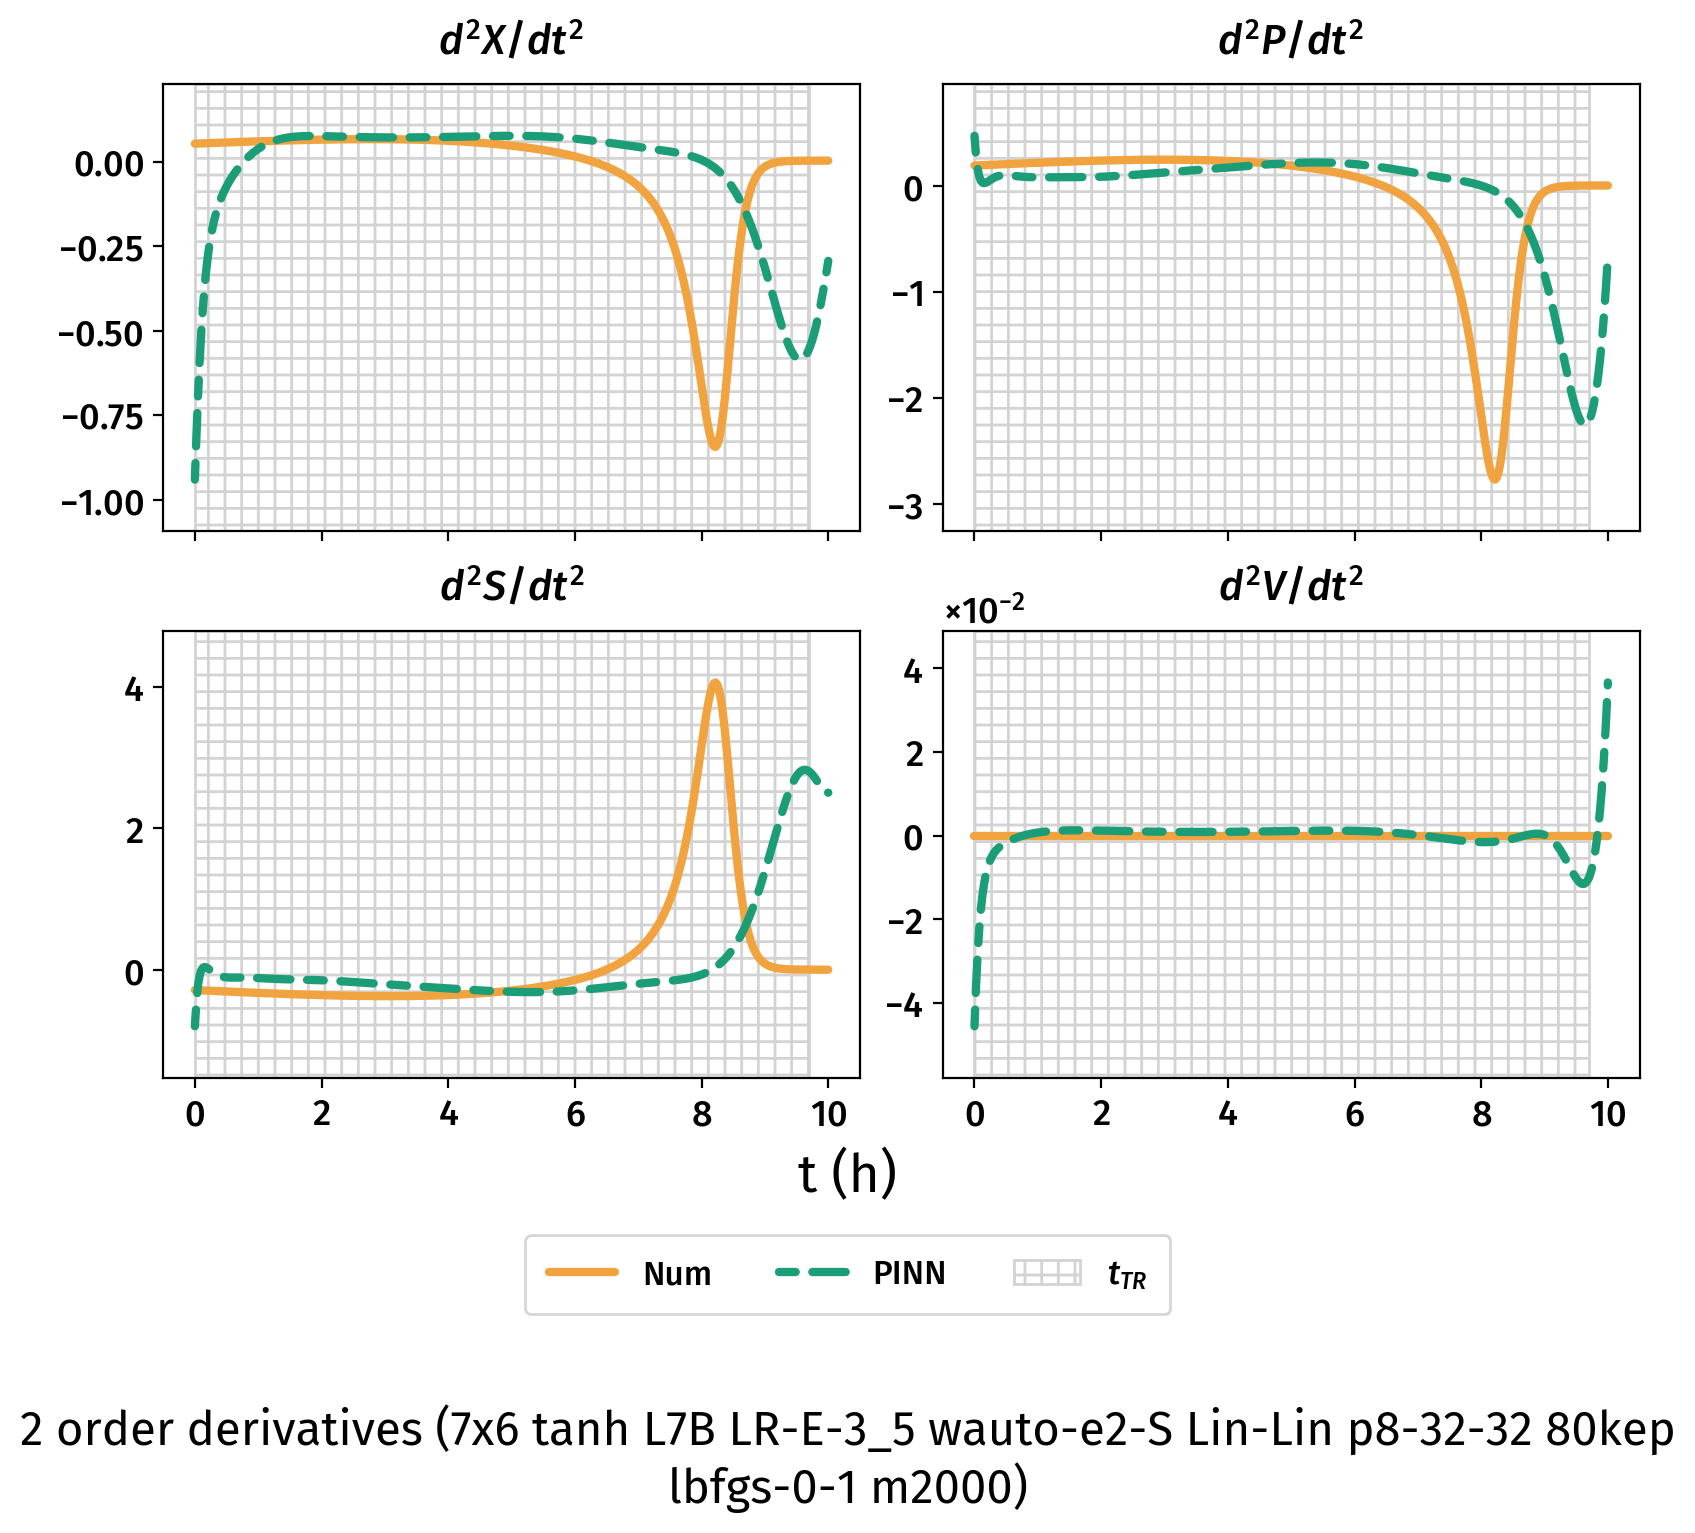 d²X/dt²
d²P/dt²
0.00
−0.25
−0.50
−0.75
−1.00
0
−1
−2
−3
d²S/dt²
d²V/dt²
×10⁻²
4
2
0
4
2
0
−2
−4
0 2 4 6 8 10
0 2 4 6 8 10
t (h)
Num PINN t_TR
2 order derivatives (7x6 tanh L7B LR-E-3_5 wauto-e2-S Lin-Lin p8-32-32 80kep
lbfgs-0-1 m2000)